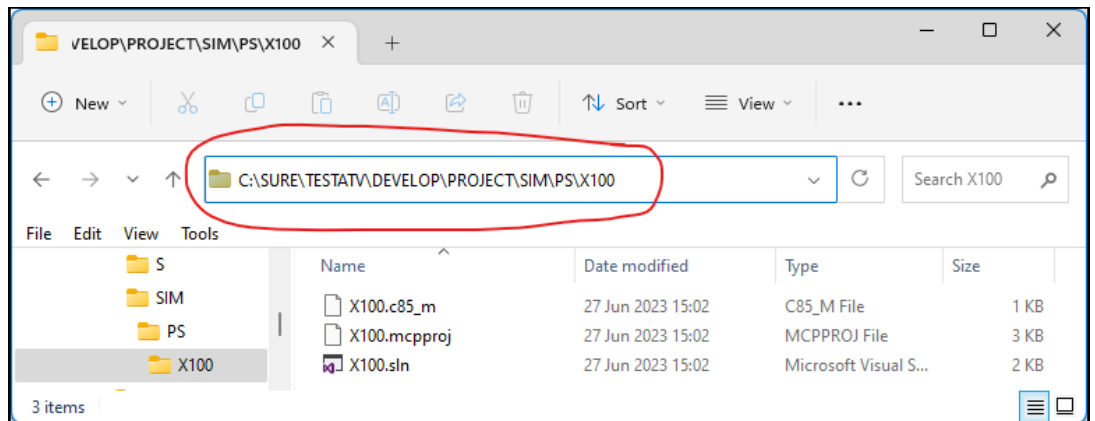 VELOP\PROJECT\SIM\PS\X100
New Sort View
C:\SURE\TESTATV\DEVELOP\PROJECT\SIM\PS\X100 Search X100
File Edit View Tools
S Name Date modified Type Size
SIM X100.c85_m 27 Jun 2023 15:02 C85_M File 1 KB
PS X100.mcpproj 27 Jun 2023 15:02 MCPPROJ File 3 KB
X100 X100.sln 27 Jun 2023 15:02 Microsoft Visual S... 2 KB
3 items